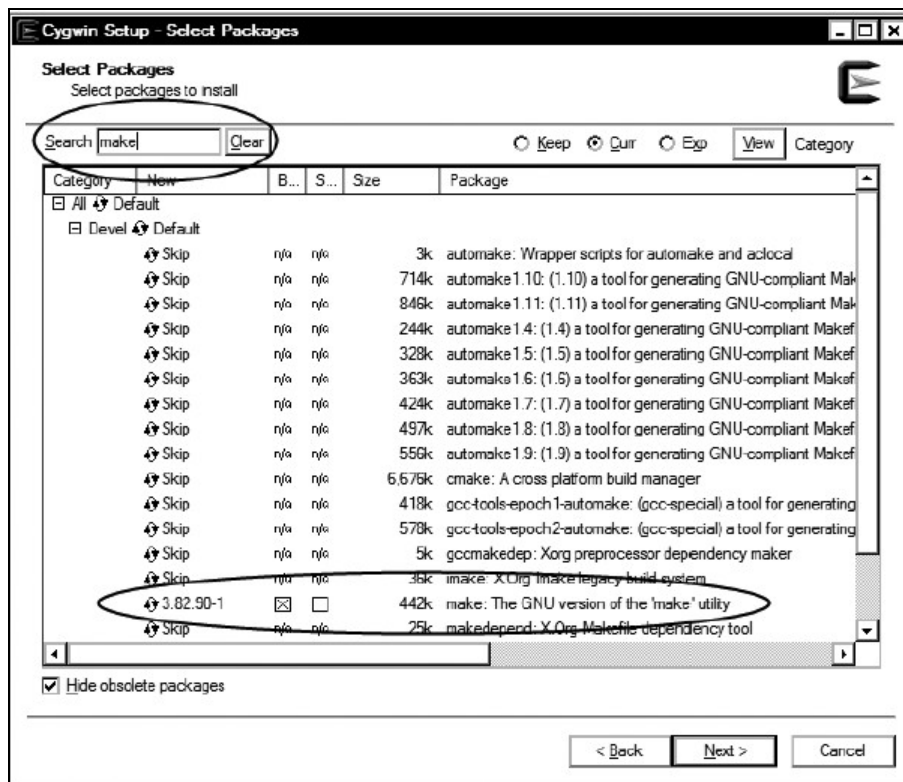 Cygwin Setup - Select Packages
Select Packages
Select packages to install
Search make Clear Keep Curr Exp View Category
Category New B... S... Size Package
All Default
Devel Default
Skip n/a n/a 3k automake: Wrapper scripts for automake and aclocal
Skip n/a n/a 714k automake1.10: (1.10) a tool for generating GNU-compliant Mak
Skip n/a n/a 846k automake1.11: (1.11) a tool for generating GNU-compliant Mak
Skip n/a n/a 244k automake1.4: (1.4) a tool for generating GNU-compliant Makef
Skip n/a n/a 328k automake1.5: (1.5) a tool for generating GNU-compliant Makef
Skip n/a n/a 363k automake1.6: (1.6) a tool for generating GNU-compliant Makef
Skip n/a n/a 424k automake1.7: (1.7) a tool for generating GNU-compliant Makef
Skip n/a n/a 497k automake1.8: (1.8) a tool for generating GNU-compliant Makef
Skip n/a n/a 556k automake1.9: (1.9) a tool for generating GNU-compliant Makef
Skip n/a n/a 6,676k cmake: A cross platform build manager
Skip n/a n/a 418k gcc-tools-epoch1-automake: (gcc-special) a tool for generating
Skip n/a n/a 578k gcc-tools-epoch2-automake: (gcc-special) a tool for generating
Skip n/a n/a 5k gccmakedep: Xorg preprocessor dependency maker
Skip n/a n/a 36k imake: X.Org Imake legacy build system
3.82.90-1 442k make: The GNU version of the 'make' utility
Skip n/a n/a 25k makedepend: X.Org Makefile dependency tool
Hide obsolete packages
< Back Next > Cancel